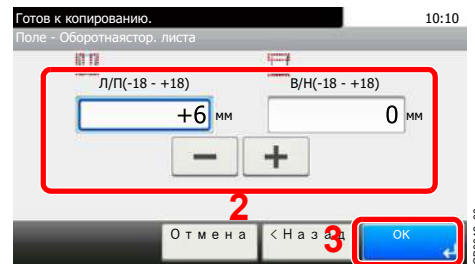 Готов к копированию. 10:10
Поле - Оборотнаястор. листа
Л/П(-18 - +18) В/Н(-18 - +18)
+6 мм 0 мм
− +
2
Отмена <Назад 3 OK